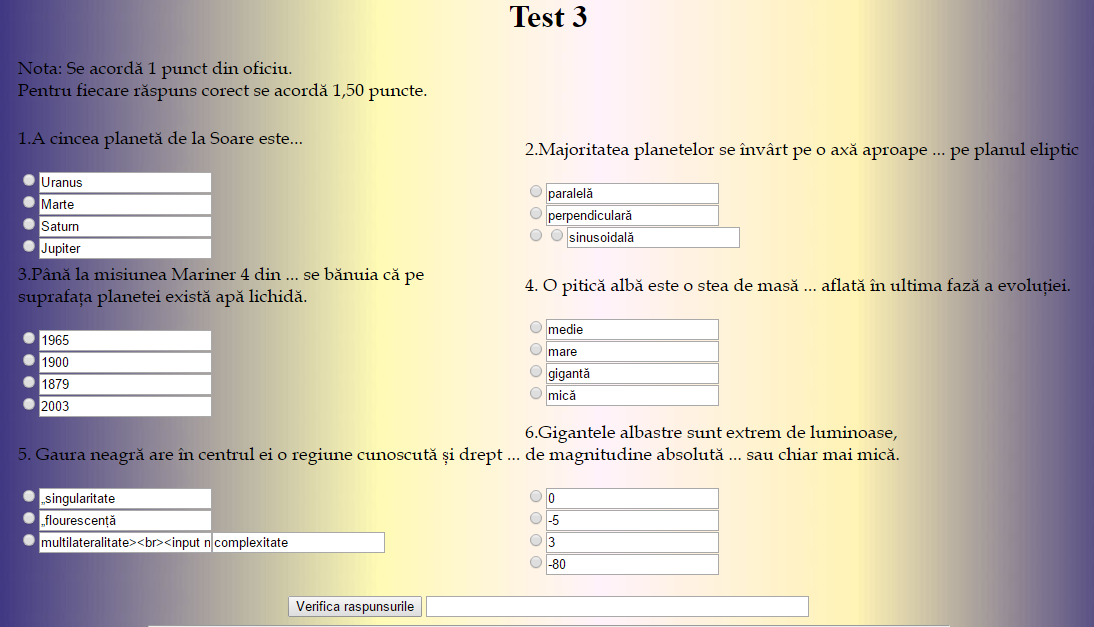 Test 3
Nota: Se acordă 1 punct din oficiu.
Pentru fiecare răspuns corect se acordă 1,50 puncte.
1.A cincea planetă de la Soare este...
Uranus
Marte
Saturn
Jupiter
2.Majoritatea planetelor se învârt pe o axă aproape ... pe planul eliptic
paralelă
perpendiculară
sinusoidală
3.Până la misiunea Mariner 4 din ... se bănuia că pe
suprafața planetei există apă lichidă.
1965
1900
1879
2003
4. O pitică albă este o stea de masă ... aflată în ultima fază a evoluției.
medie
mare
gigantă
mică
5. Gaura neagră are în centrul ei o regiune cunoscută și drept ...
„singularitate
„flourescență
multilateralitate><br><input n
complexitate
6.Gigantele albastre sunt extrem de luminoase,
de magnitudine absolută ... sau chiar mai mică.
0
-5
3
-80
Verifica raspunsurile